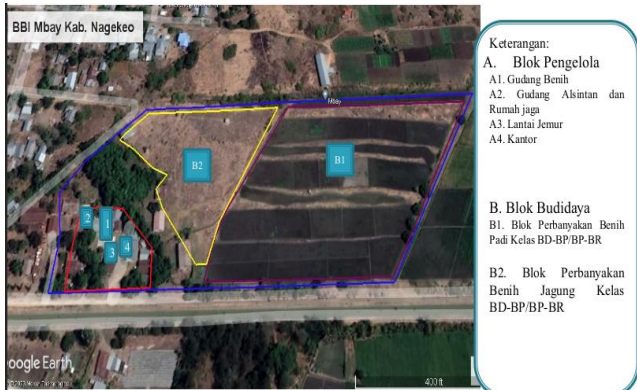 BBI Mbay Kab. Nagekeo
Mbay
B2
B1
2
1
3
4
oogle Earth
400 ft
Keterangan:
A. Blok Pengelola
A1. Gudang Benih
A2. Gudang Alsintan dan
Rumah jaga
A3. Lantai Jemur
A4. Kantor
B. Blok Budidaya
B1. Blok Perbanyakan Benih
Padi Kelas BD-BP/BP-BR
B2. Blok Perbanyakan
Benih Jagung Kelas
BD-BP/BP-BR